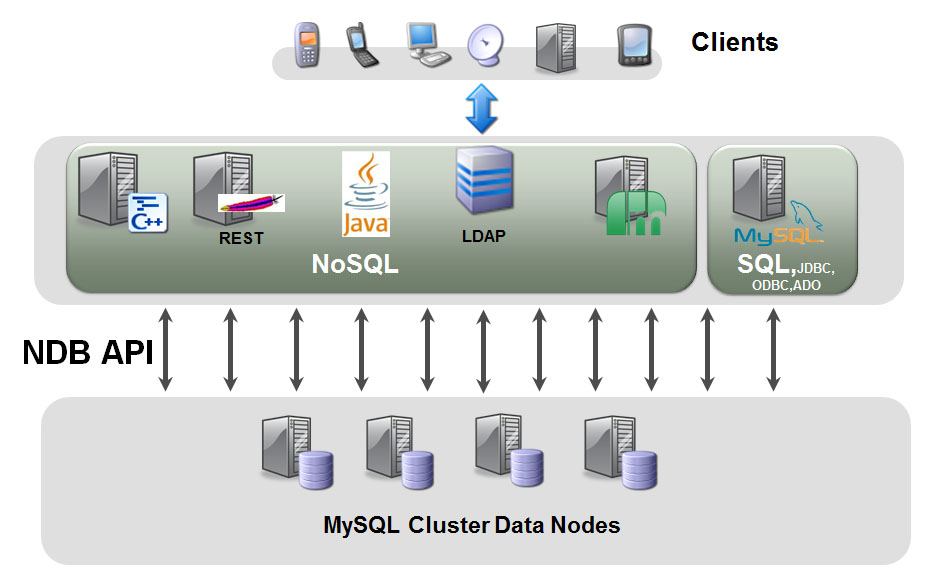 Clients
C++
REST
Java
LDAP
m
MySQL
NoSQL
SQL,JDBC,
ODBC,ADO
NDB API
MySQL Cluster Data Nodes